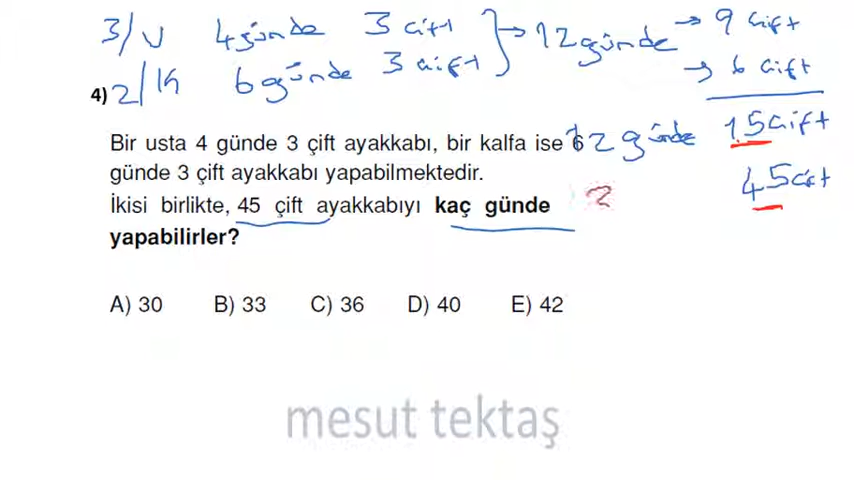 3/ U 4 günde 3 çift → 12 günde → 9 çift
4) 2/ K 6 günde 3 çift → 6 çift
Bir usta 4 günde 3 çift ayakkabı, bir kalfa ise 6 12 günde 15 çift
günde 3 çift ayakkabı yapabilmektedir. 45 çift
İkisi birlikte, 45 çift ayakkabıyı kaç günde ?
yapabilirler?
A) 30 B) 33 C) 36 D) 40 E) 42
mesut tektaş